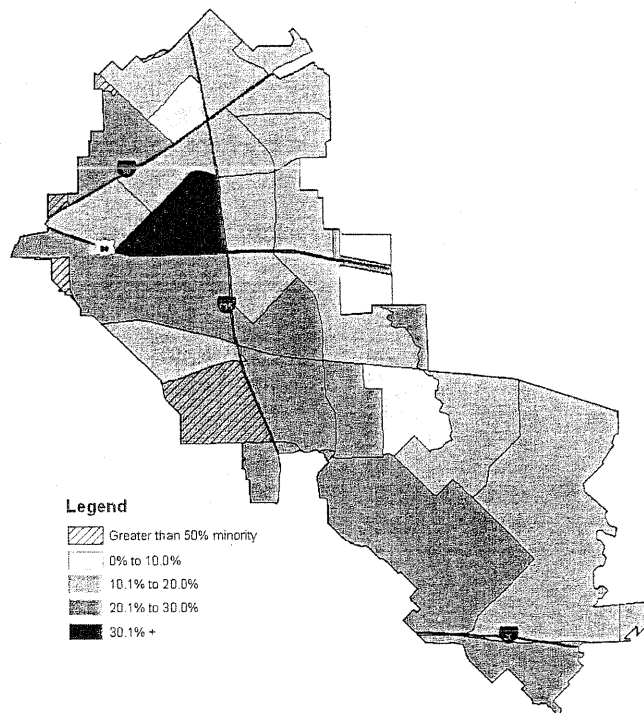 Legend
Greater than 50% minority
0% to 10.0%
10.1% to 20.0%
20.1% to 30.0%
30.1% +